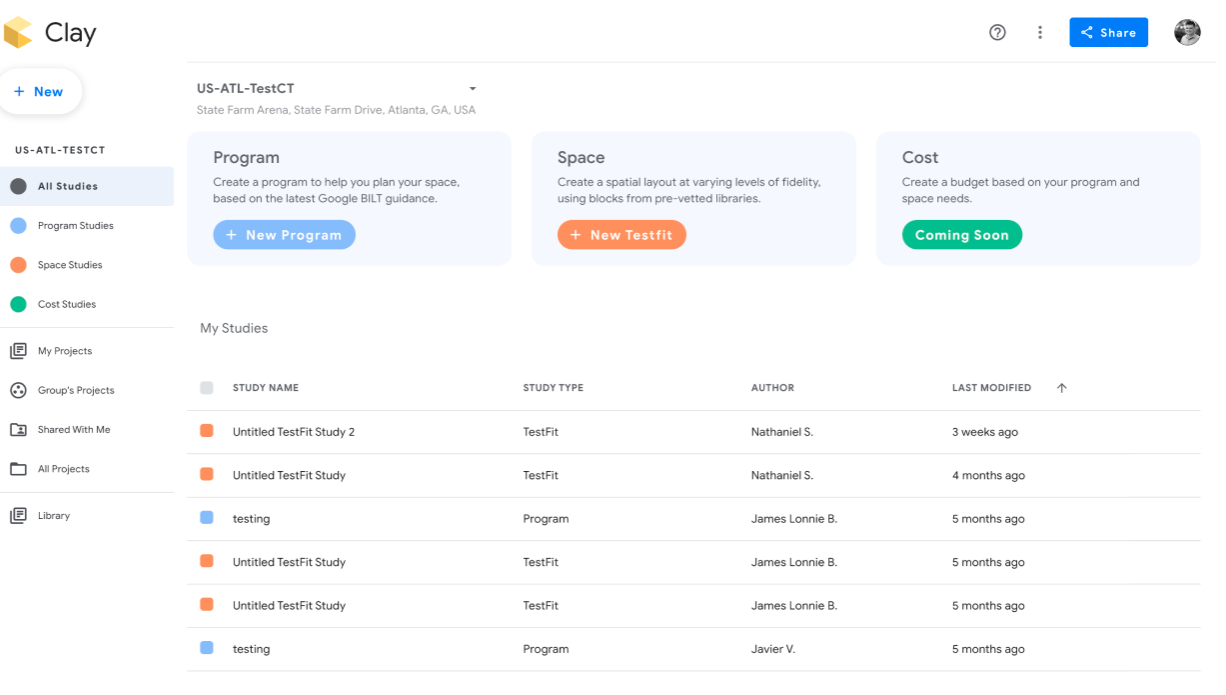 Clay
Share
+ New
US-ATL-TestCT
State Farm Arena, State Farm Drive, Atlanta, GA, USA
US-ATL-TESTCT
All Studies
Program Studies
Space Studies
Cost Studies
My Projects
Group's Projects
Shared With Me
All Projects
Library
Program
Create a program to help you plan your space,
based on the latest Google BILT guidance.
+ New Program
Space
Create a spatial layout at varying levels of fidelity,
using blocks from pre-vetted libraries.
+ New Testfit
Cost
Create a budget based on your program and
space needs.
Coming Soon
My Studies
STUDY NAME STUDY TYPE AUTHOR LAST MODIFIED
Untitled TestFit Study 2 TestFit Nathaniel S. 3 weeks ago
Untitled TestFit Study TestFit Nathaniel S. 4 months ago
testing Program James Lonnie B. 5 months ago
Untitled TestFit Study TestFit James Lonnie B. 5 months ago
Untitled TestFit Study TestFit James Lonnie B. 5 months ago
testing Program Javier V. 5 months ago